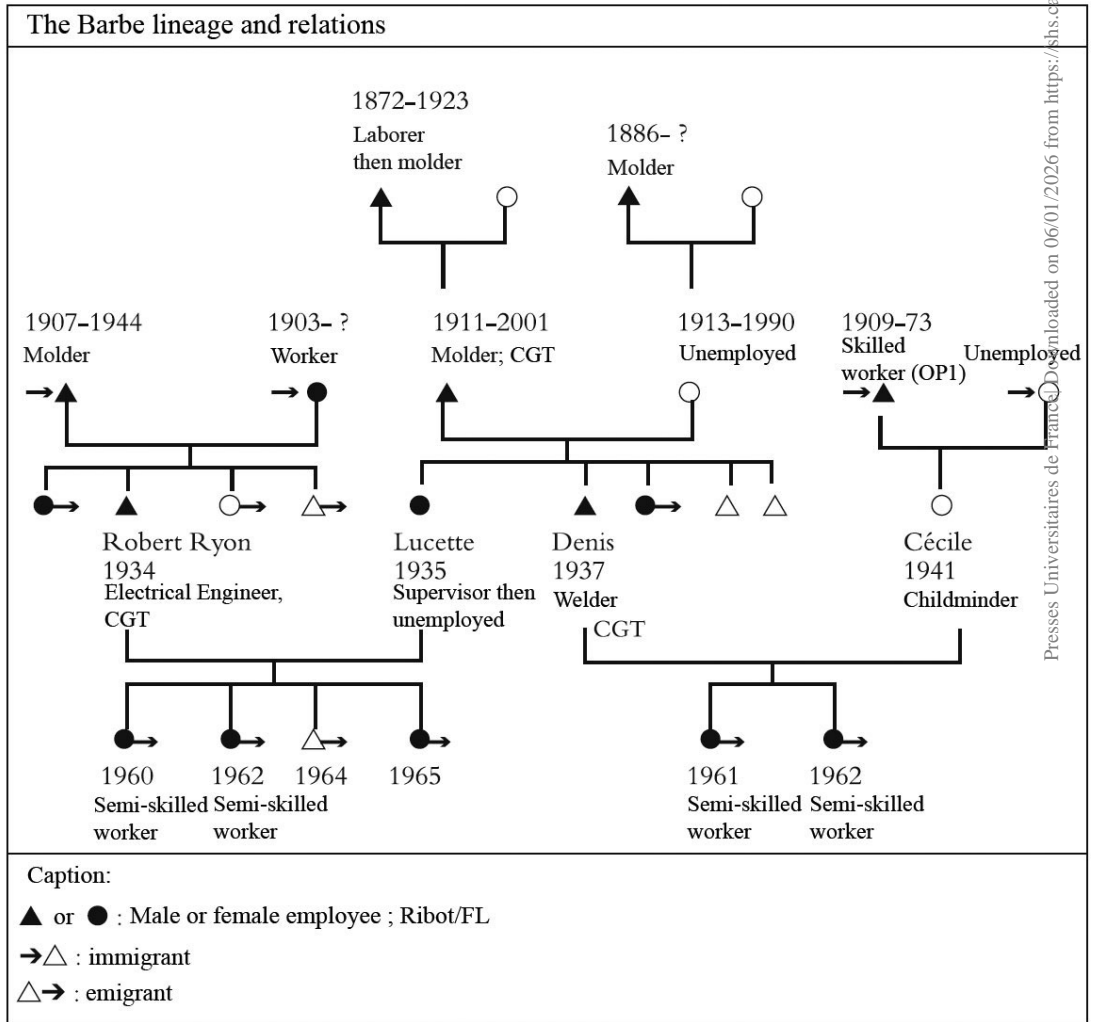 The Barbe lineage and relations
1872–1923
Laborer
then molder
1886– ?
Molder
1907–1944
Molder
1903– ?
Worker
1911–2001
Molder; CGT
1913–1990
Unemployed
1909–73
Skilled
worker (OP1)
Unemployed
Robert Ryon
1934
Electrical Engineer,
CGT
Lucette
1935
Supervisor then
unemployed
Denis
1937
Welder
CGT
Cécile
1941
Childminder
1960
Semi-skilled
worker
1962
Semi-skilled
worker
1964
1965
1961
Semi-skilled
worker
1962
Semi-skilled
worker
Caption:
or : Male or female employee ; Ribot/FL
: immigrant
: emigrant
Presses Universitaires de France | Downloaded on 06/01/2026 from https://shs.ca